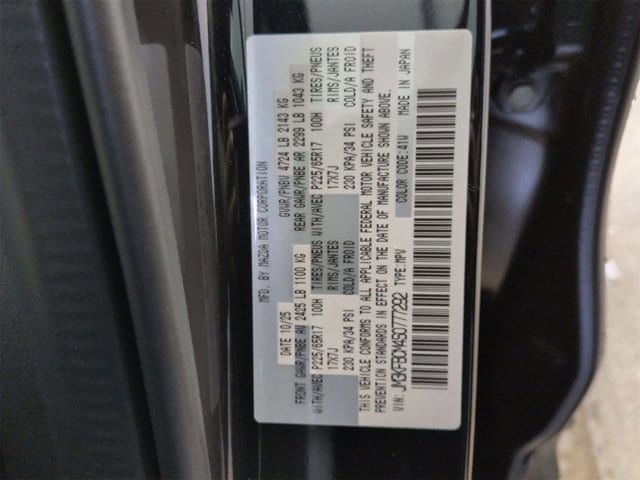 MFD. BY MAZDA MOTOR CORPORATION
DATE 10/25 GVWR/PNBV 4724 LB 2143 KG
FRONT GAWR/PNBE AV 2425 LB 1100 KG REAR GAWR/PNBE AR 2299 LB 1043 KG
WITH/AVEC P225/65R17 100H TIRES/PNEUS WITH/AVEC P225/65R17 100H TIRES/PNEUS
17X7J RIMS/JANTES 17X7J RIMS/JANTES
230 KPA/34 PSI COLD/A FROID 230 KPA/34 PSI COLD/A FROID
THIS VEHICLE CONFORMS TO ALL APPLICABLE FEDERAL MOTOR VEHICLE SAFETY AND THEFT
PREVENTION STANDARDS IN EFFECT ON THE DATE OF MANUFACTURE SHOWN ABOVE.
VIN: JM3KFBCM4S0777292 TYPE:MPV COLOR CODE:41W MADE IN JAPAN